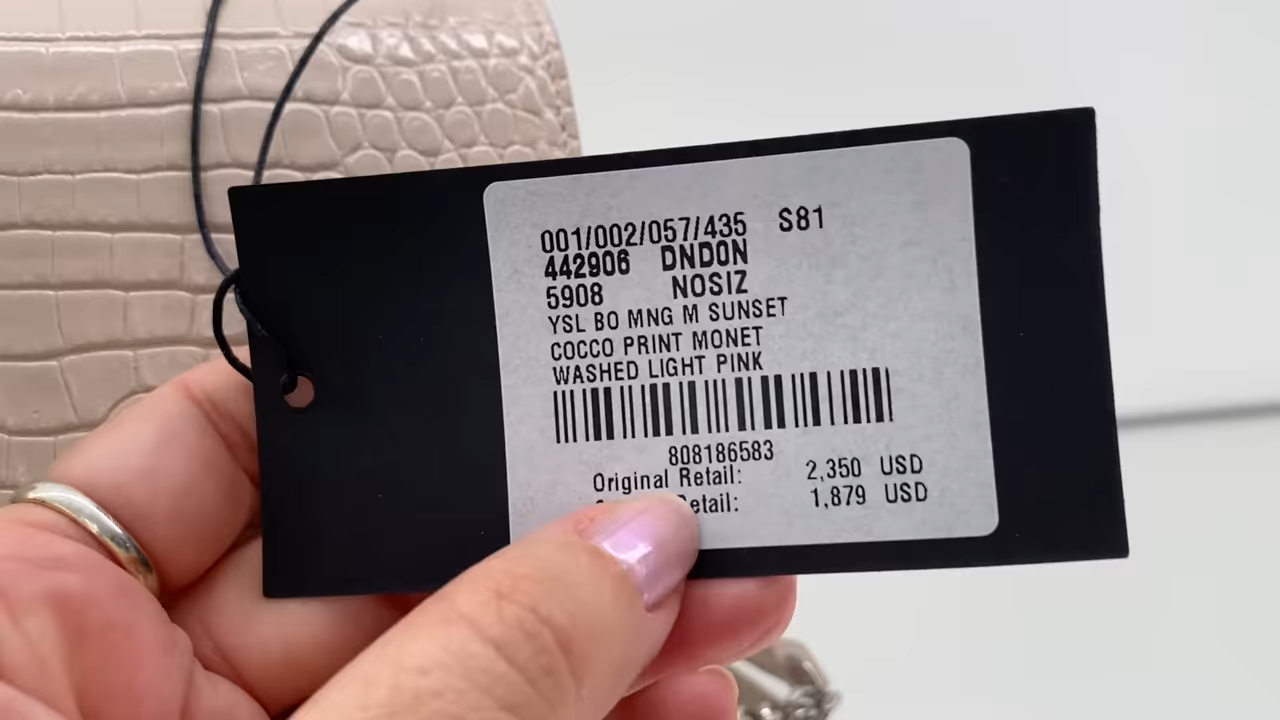 001/002/057/435 S81
442906 DNDON
5908 NOSIZ
YSL BO MNG M SUNSET
COCCO PRINT MONET
WASHED LIGHT PINK
808186583
Original Retail: 2,350 USD
etail: 1,879 USD